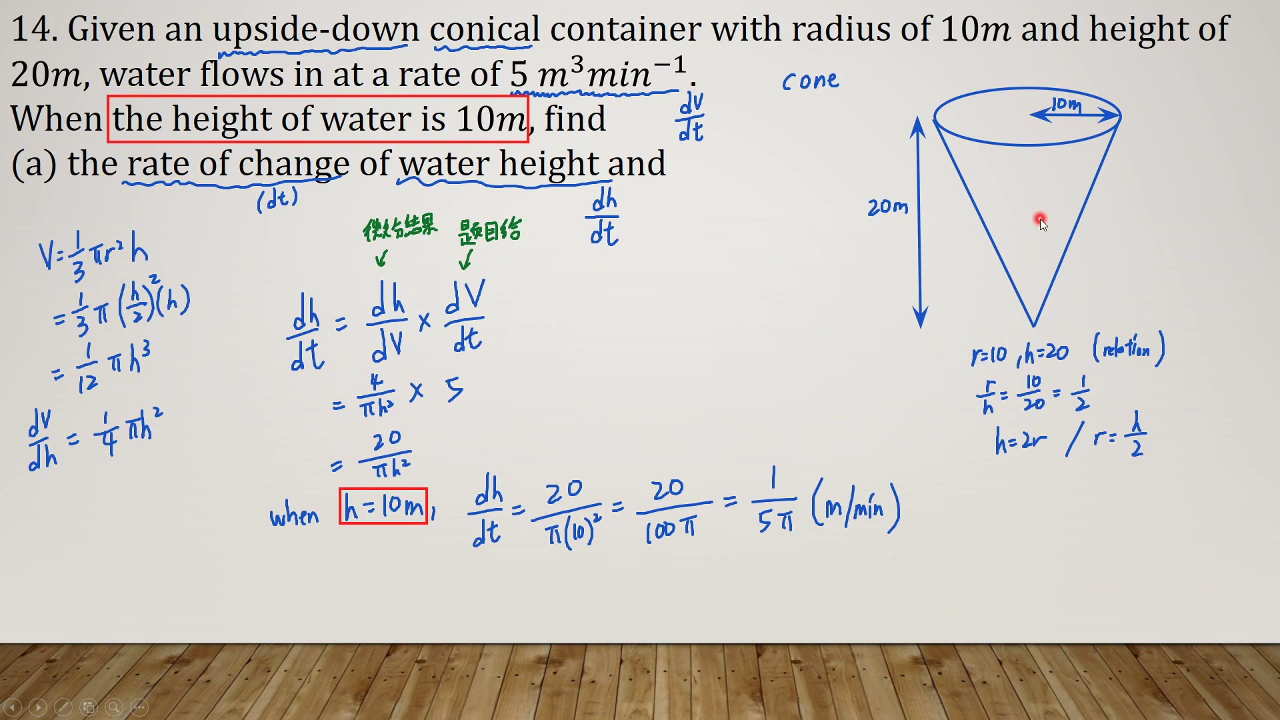 14. Given an upside-down conical container with radius of 10m and height of
20m, water flows in at a rate of 5 m³min⁻¹.
When the height of water is 10m, find
(a) the rate of change of water height and
dV/dt
(dt)
dh/dt
cone
10m
20m
r=10, h=20 (relation)
r/h = 10/20 = 1/2
h=2r / r=h/2
V=1/3 πr²h
= 1/3 π (h/2)² (h)
= 1/12 πh³
dV/dh = 1/4 πh²
微分結果 題目給
dh/dt = dh/dV × dV/dt
= 4/πh² × 5
= 20/πh²
when h=10m, dh/dt = 20/π(10)² = 20/100π = 1/5π (m/min)